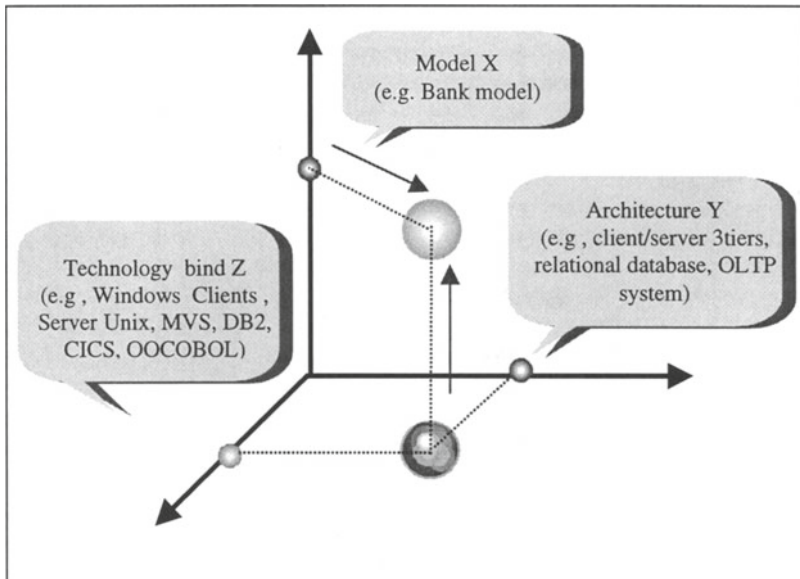 Model X
(e.g. Bank model)
Architecture Y
(e.g , client/server 3tiers,
relational database, OLTP
system)
Technology bind Z
(e.g , Windows Clients ,
Server Unix, MVS, DB2,
CICS, OOCOBOL)